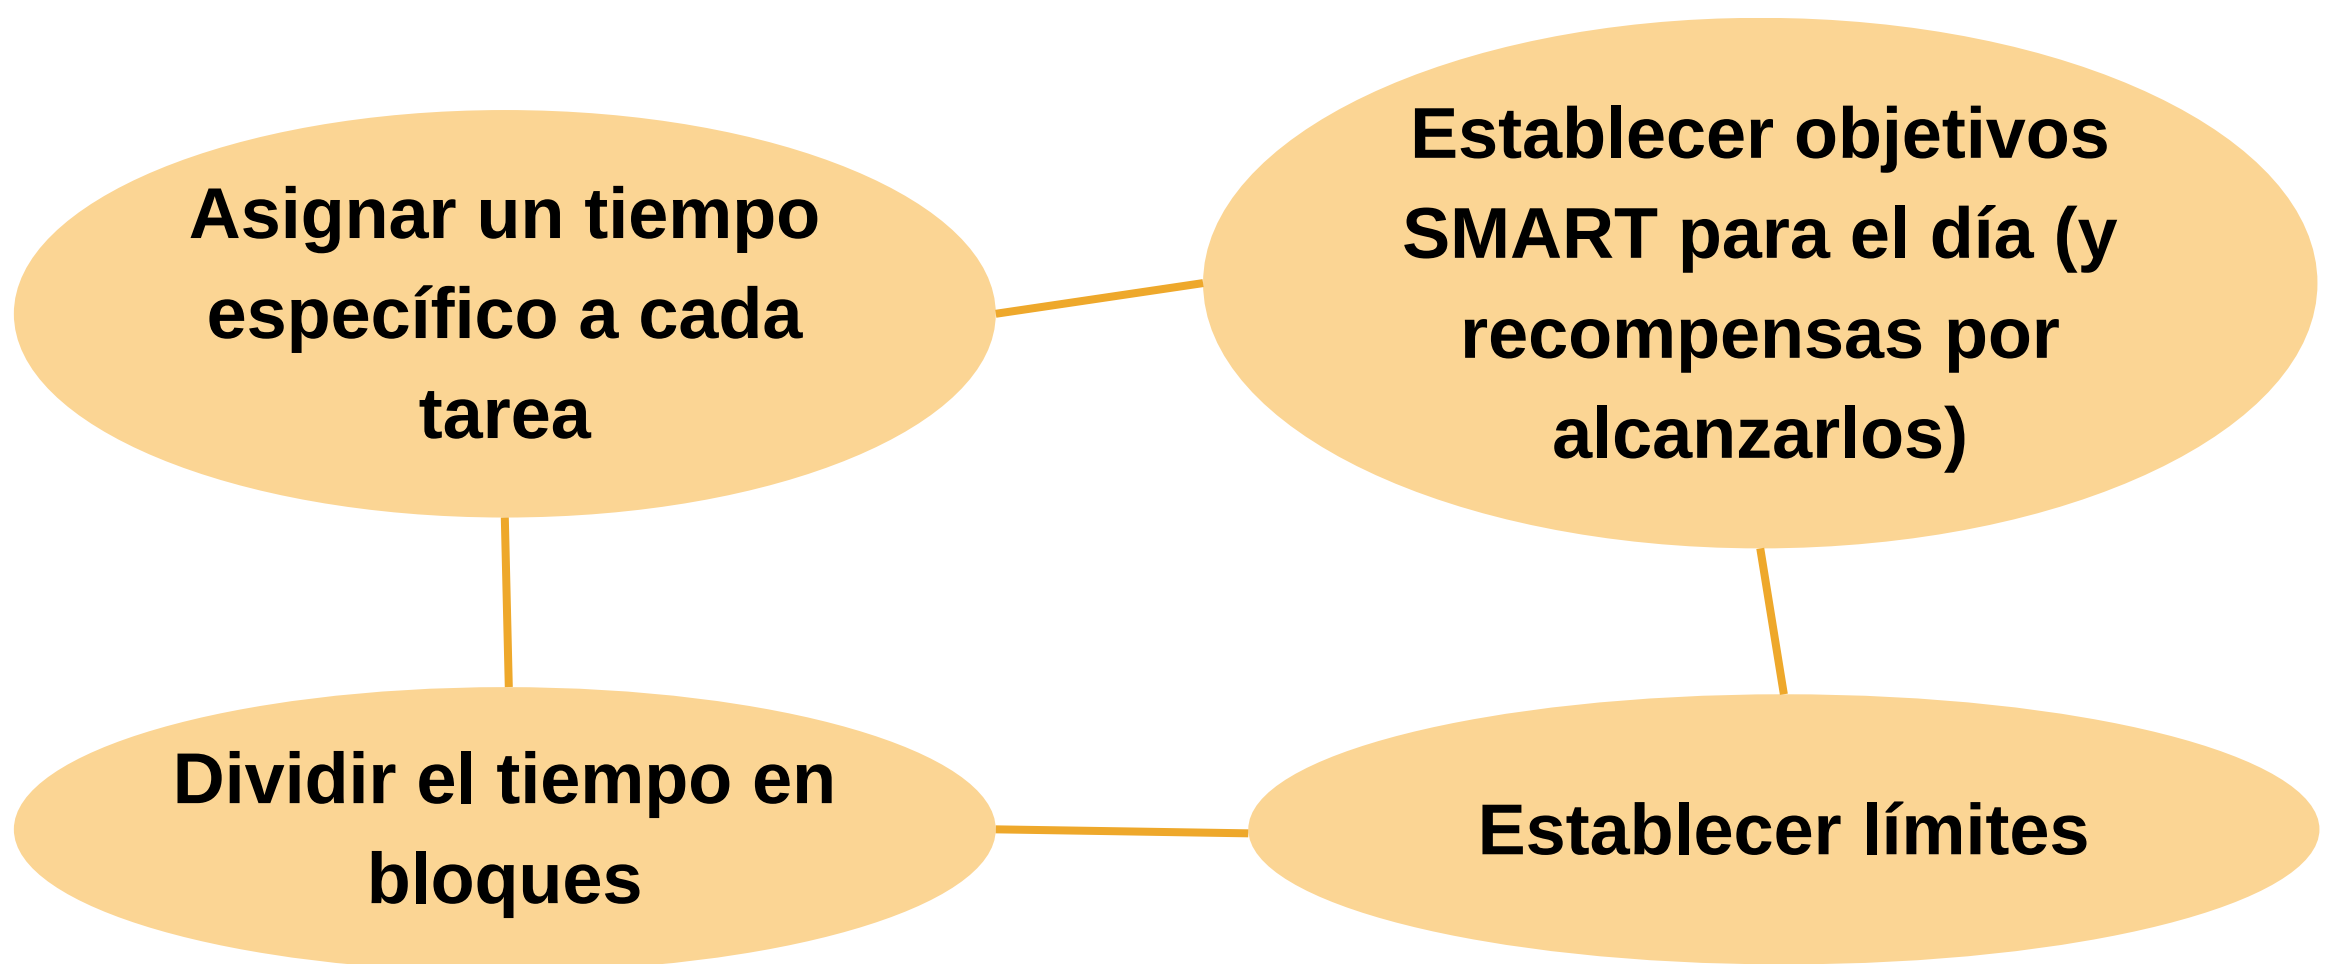 Asignar un tiempo
específico a cada
tarea
Establecer objetivos
SMART para el día (y
recompensas por
alcanzarlos)
Dividir el tiempo en
bloques
Establecer límites